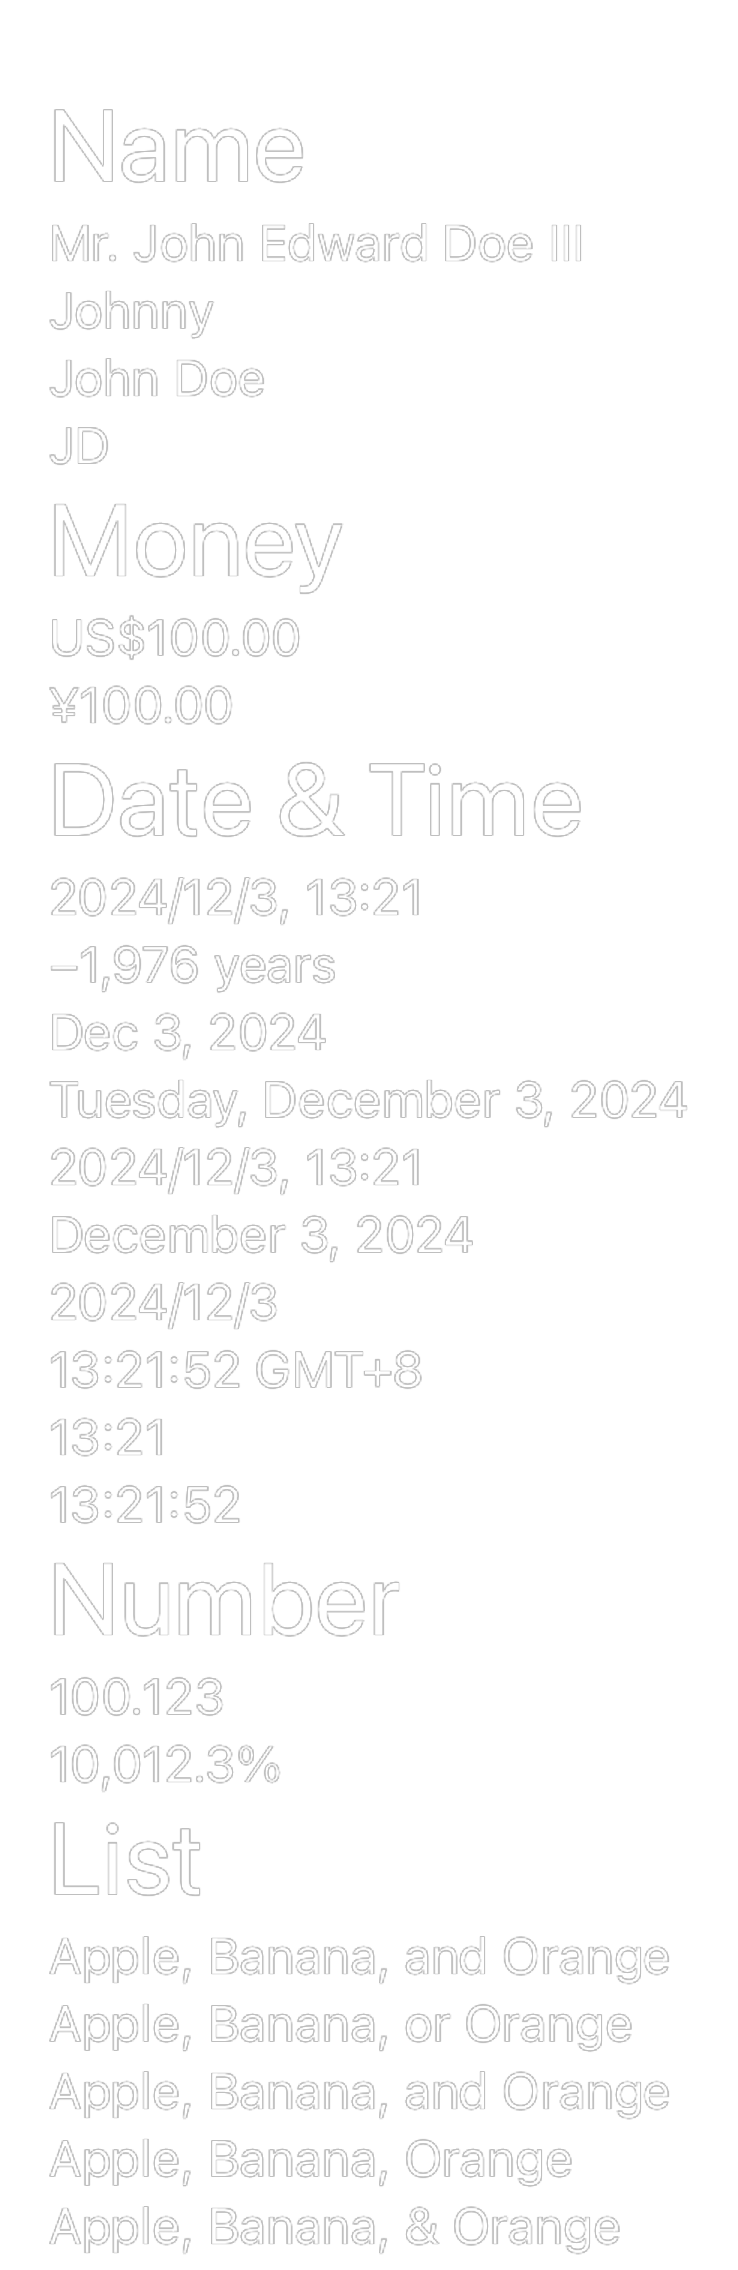 Name
Mr. John Edward Doe III
Johnny
John Doe
JD
Money
US$100.00
¥100.00
Date & Time
2024/12/3, 13:21
−1,976 years
Dec 3, 2024
Tuesday, December 3, 2024
2024/12/3, 13:21
December 3, 2024
2024/12/3
13:21:52 GMT+8
13:21
13:21:52
Number
100.123
10,012.3%
List
Apple, Banana, and Orange
Apple, Banana, or Orange
Apple, Banana, and Orange
Apple, Banana, Orange
Apple, Banana, & Orange